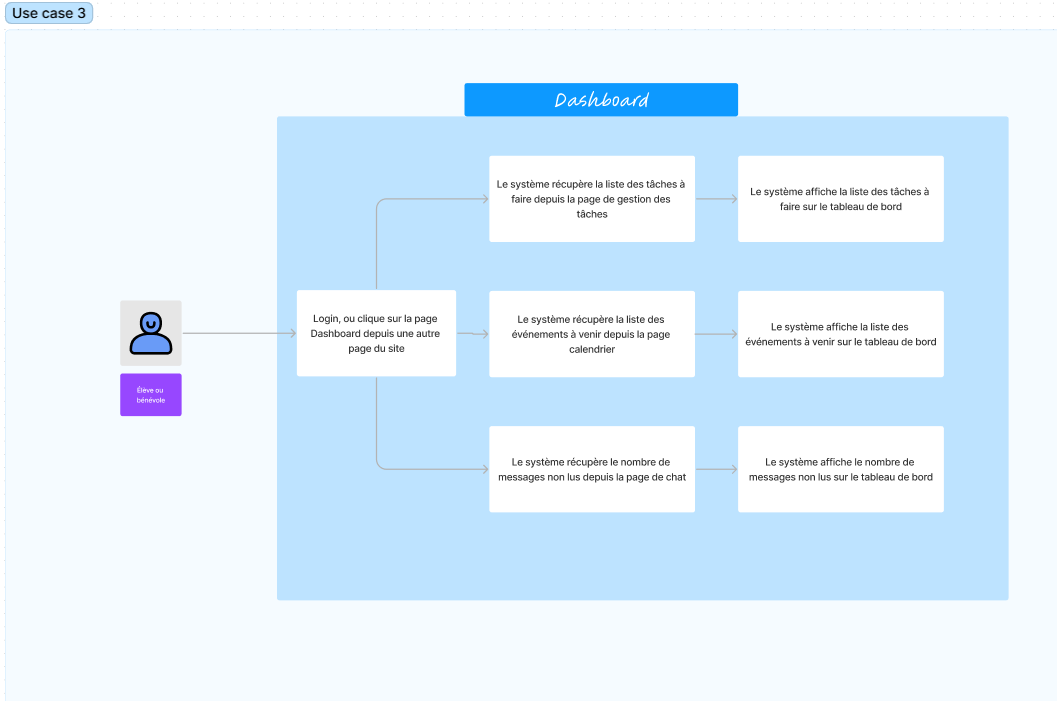 Use case 3
Dashboard
Le système récupère la liste des tâches à
faire depuis la page de gestion des
tâches
Le système affiche la liste des tâches à
faire sur le tableau de bord
Login, ou clique sur la page
Dashboard depuis une autre
page du site
Le système récupère la liste des
événements à venir depuis la page
calendrier
Le système affiche la liste des
événements à venir sur le tableau de bord
Élève ou
bénévole
Le système récupère le nombre de
messages non lus depuis la page de chat
Le système affiche le nombre de
messages non lus sur le tableau de bord